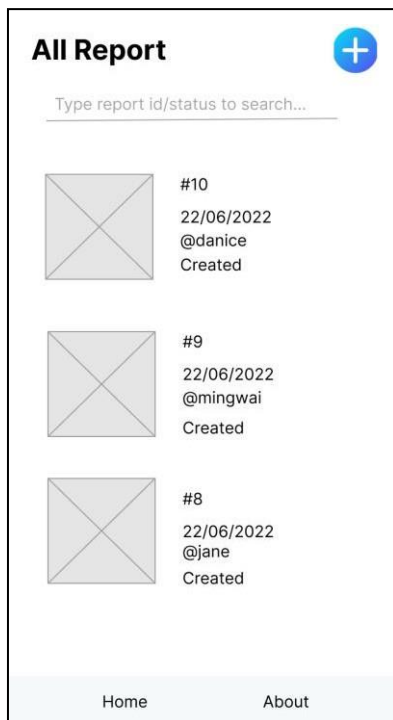 All Report
Type report id/status to search...
#10
22/06/2022
@danice
Created
#9
22/06/2022
@mingwai
Created
#8
22/06/2022
@jane
Created
Home
About